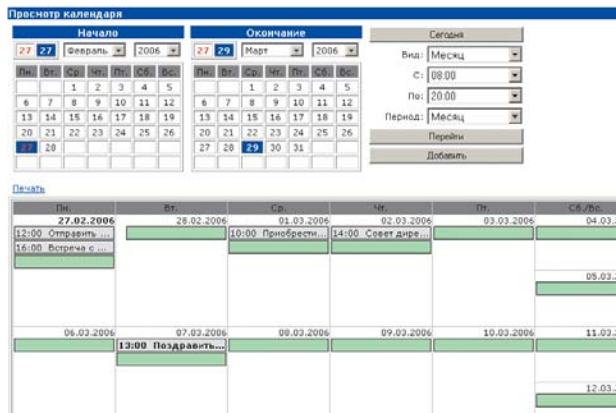 Просмотр календаря
Начало
27 27 Февраль 2006
Пн. Вт. Ср. Чт. Пт. Сб. Вс.
1 2 3 4 5
6 7 8 9 10 11 12
13 14 15 16 17 18 19
20 21 22 23 24 25 26
27 28
Окончание
27 29 Март 2006
Пн. Вт. Ср. Чт. Пт. Сб. Вс.
1 2 3 4 5
6 7 8 9 10 11 12
13 14 15 16 17 18 19
20 21 22 23 24 25 26
27 28 29 30 31
Сегодня
Вид: Месяц
С: 08:00
По: 20:00
Период: Месяц
Перейти
Добавить
Печать
Пн. Вт. Ср. Чт. Пт. Сб./Вс.
27.02.2006 28.02.2006 01.03.2006 02.03.2006 03.03.2006 04.03.
12:00 Отправить ... 10:00 Приобрести... 14:00 Совет дире...
16:00 Встреча с ...
05.03.
06.03.2006 07.03.2006 08.03.2006 09.03.2006 10.03.2006 11.03.
13:00 Поздравить...
12.03.